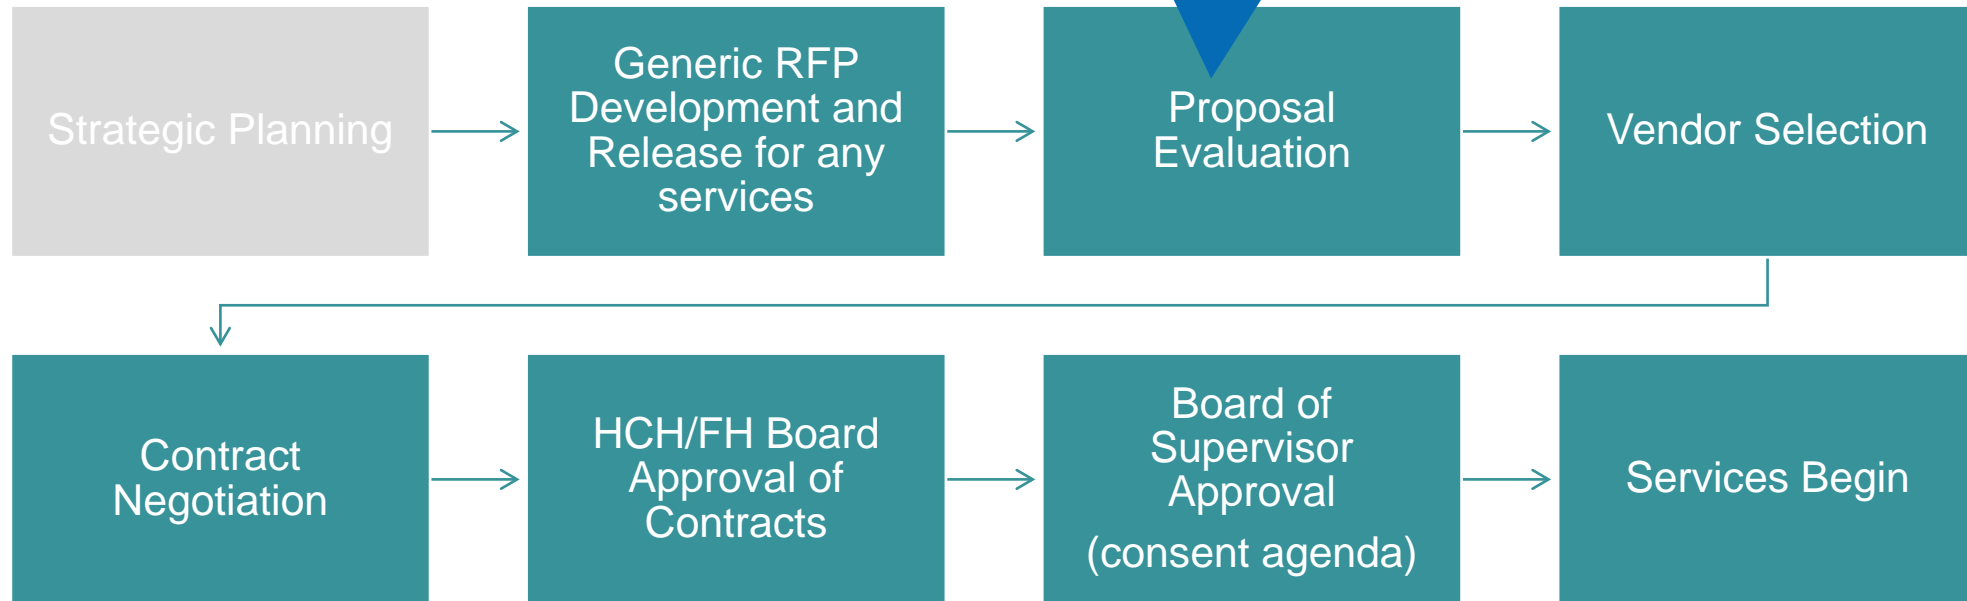 Strategic Planning
Generic RFP
Development and
Release for any
services
Proposal
Evaluation
Vendor Selection
Contract
Negotiation
HCH/FH Board
Approval of
Contracts
Board of
Supervisor
Approval
(consent agenda)
Services Begin